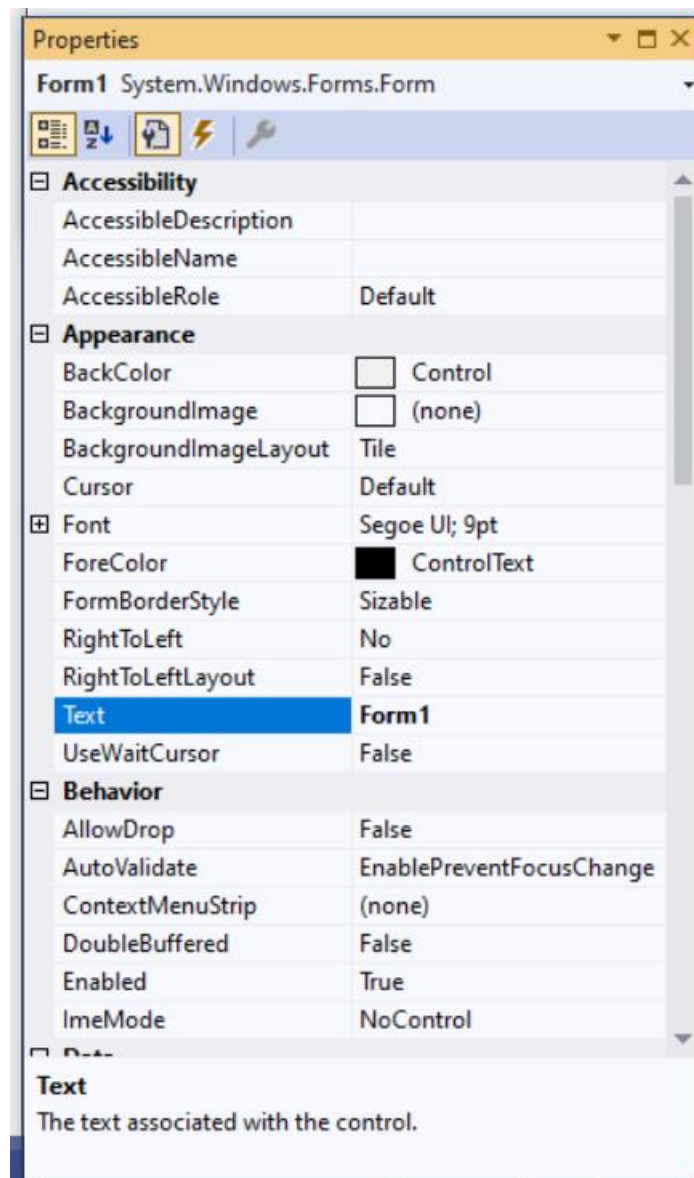 Properties
Form1 System.Windows.Forms.Form
Accessibility
AccessibleDescription
AccessibleName
AccessibleRole Default
Appearance
BackColor Control
BackgroundImage (none)
BackgroundImageLayout Tile
Cursor Default
Font Segoe UI; 9pt
ForeColor ControlText
FormBorderStyle Sizable
RightToLeft No
RightToLeftLayout False
Text Form1
UseWaitCursor False
Behavior
AllowDrop False
AutoValidate EnablePreventFocusChange
ContextMenuStrip (none)
DoubleBuffered False
Enabled True
ImeMode NoControl
Data
Text
The text associated with the control.